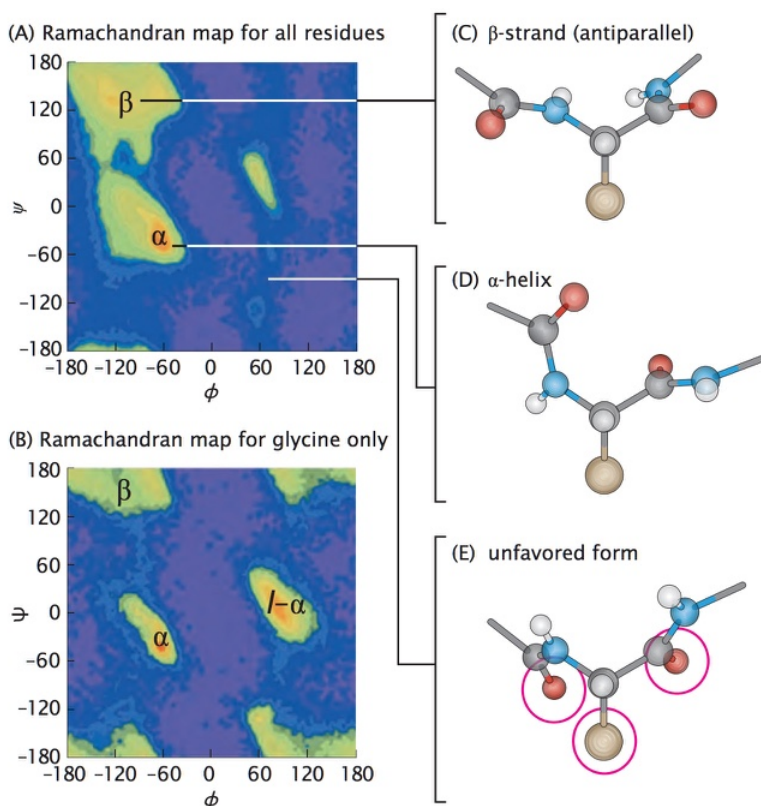 (A) Ramachandran map for all residues
180
120
60
0
-60
-120
-180
ψ
β
α
-180 -120 -60 0 60 120 180
ϕ
(B) Ramachandran map for glycine only
180
120
60
0
-60
-120
-180
Ψ
β
α
l-α
-180 -120 -60 0 60 120 180
ϕ
(C) β-strand (antiparallel)
(D) α-helix
(E) unfavored form